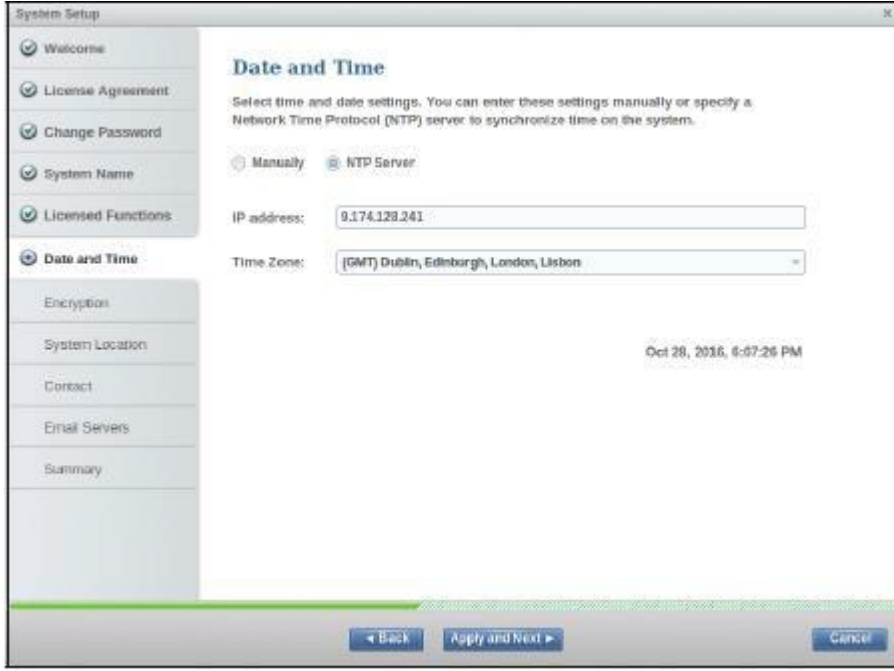 System Setup
Welcome
License Agreement
Change Password
System Name
Licensed Functions
Date and Time
Encryption
System Location
Contact
Email Servers
Summary
Date and Time
Select time and date settings. You can enter these settings manually or specify a
Network Time Protocol (NTP) server to synchronize time on the system.
Manually NTP Server
IP address: 9.174.128.241
Time Zone: (GMT) Dublin, Edinburgh, London, Lisbon
Oct 28, 2016, 6:07:26 PM
Back Apply and Next Cancel